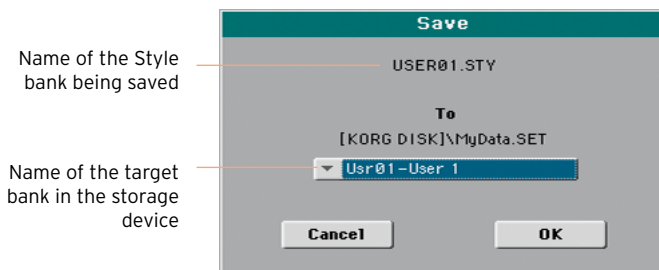 Save
Name of the Style
bank being saved
USER01.STY
To
[KORG DISK]\MyData.SET
Name of the target
bank in the storage
device
Usr01-User 1
Cancel
OK